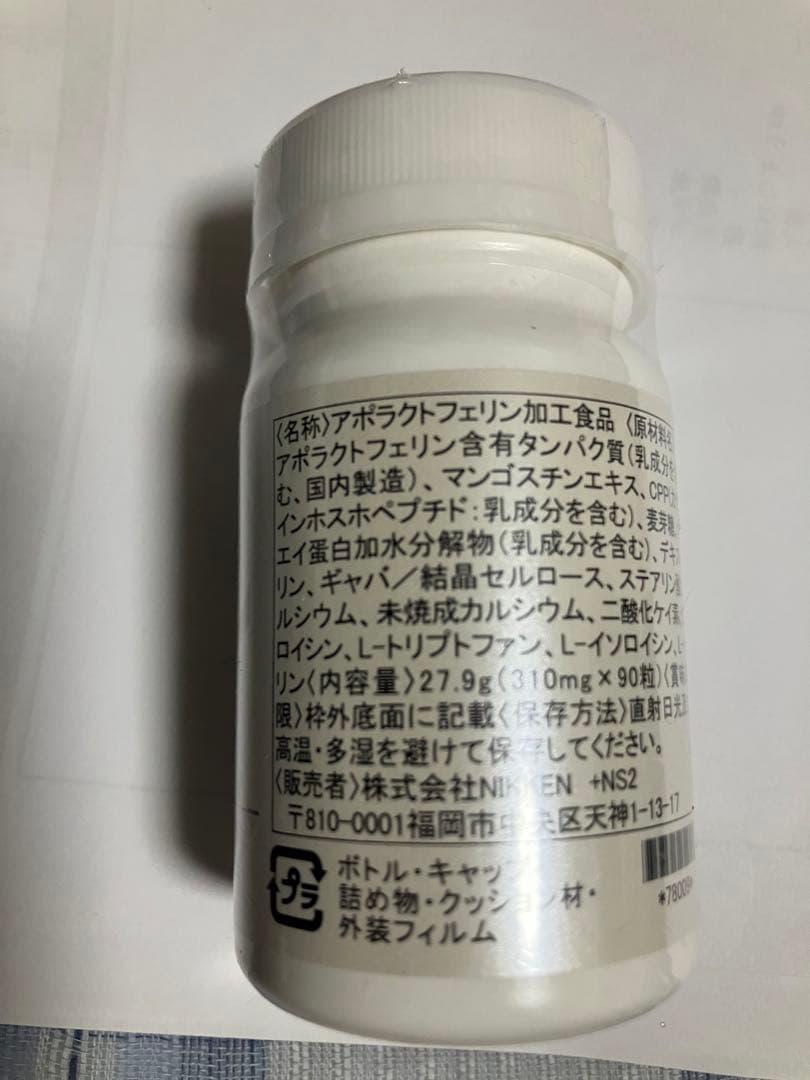 〈名称〉アポラクトフェリン加工食品 〈原材料名
アポラクトフェリン含有タンパク質(乳成分を含
む、国内製造)、マンゴスチンエキス、CPP(カ
インホスホペプチド:乳成分を含む)、麦芽糖、
エイ蛋白加水分解物(乳成分を含む)、デキス
リン、ギャバ/結晶セルロース、ステアリン酸
ルシウム、未焼成カルシウム、二酸化ケイ素、
ロイシン、L-トリプトファン、L-イソロイシン、L-
リン〈内容量〉27.9g(310mg×90粒)〈賞味
限〉枠外底面に記載〈保存方法〉直射日光
高温・多湿を避けて保存してください。
〈販売者〉株式会社NIKKEN +NS2
〒810-0001福岡市中央区天神1-13-17
プラ
ボトル・キャップ
詰め物・クッション材・
外装フィルム
*78009